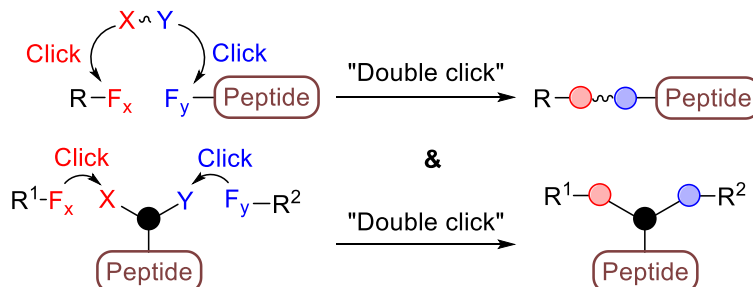 X ~ Y
Click Click
R–Fx Fy–Peptide
"Double click"
R
Peptide
&
Click Click
R¹–Fx X Y Fy–R²
Peptide
"Double click"
R¹ R²
Peptide